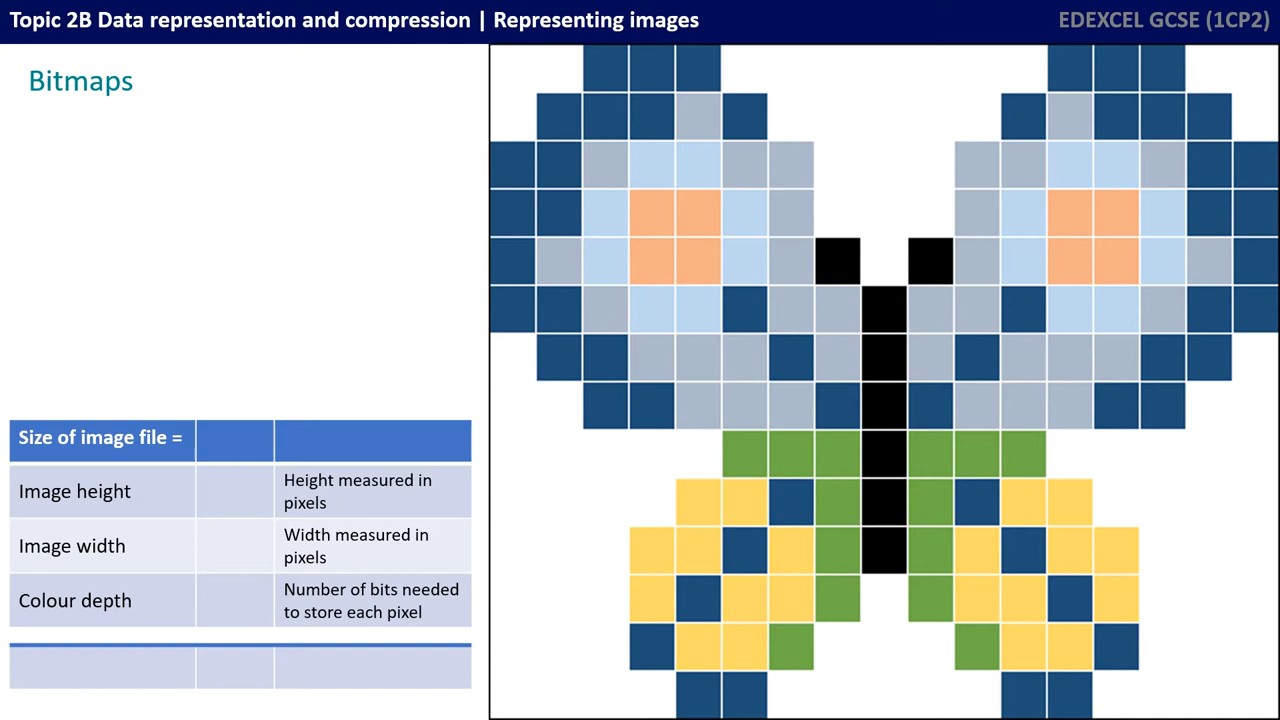 Topic 2B Data representation and compression | Representing images
EDEXCEL GCSE (1CP2)
Bitmaps
Size of image file =
Image height
Height measured in
pixels
Image width
Width measured in
pixels
Colour depth
Number of bits needed
to store each pixel